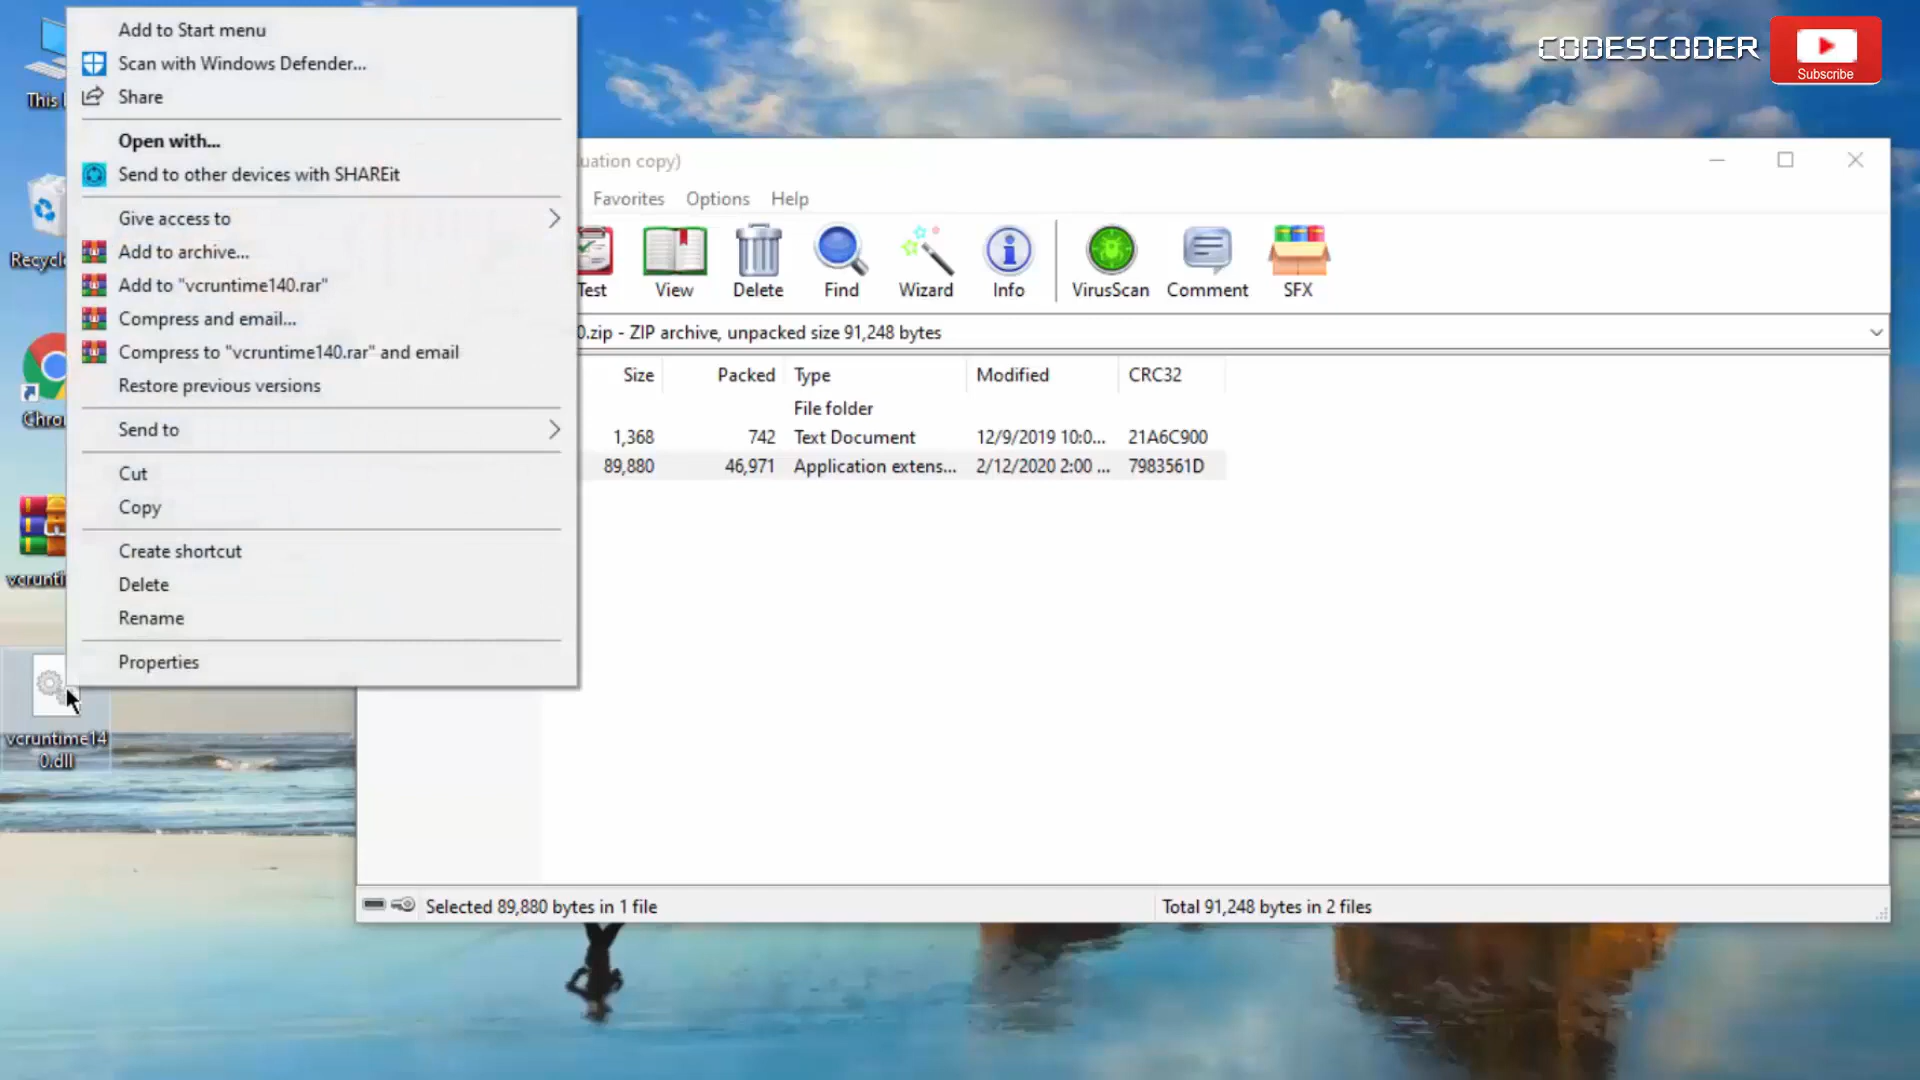 Add to Start menu
Scan with Windows Defender...
Share
Open with...
Send to other devices with SHAREit
Give access to
Add to archive...
Add to "vcruntime140.rar"
Compress and email...
Compress to "vcruntime140.rar" and email
Restore previous versions
Send to
Cut
Copy
Create shortcut
Delete
Rename
Properties
This
Recycle
Chro
vcrunti
vcruntime14
0.dll
CODESCODER
Subscribe
uation copy)
Favorites Options Help
Test View Delete Find Wizard Info VirusScan Comment SFX
0.zip - ZIP archive, unpacked size 91,248 bytes
Size Packed Type Modified CRC32
File folder
1,368 742 Text Document 12/9/2019 10:0... 21A6C900
89,880 46,971 Application extens... 2/12/2020 2:00 ... 7983561D
Selected 89,880 bytes in 1 file
Total 91,248 bytes in 2 files